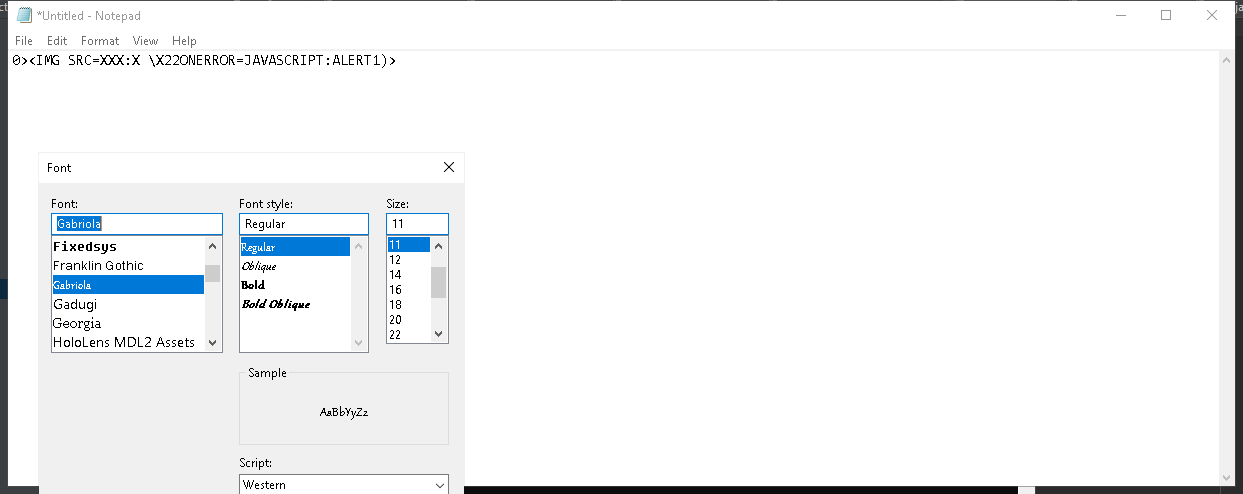 *Untitled - Notepad
File Edit Format View Help
0><IMG SRC=XXX:X \X22ONERROR=JAVASCRIPT:ALERT1)>
Font
Font: Font style: Size:
Gabriola Regular 11
Fixedsys Regular 11
Franklin Gothic Oblique 12
Gabriola Bold 14
Gadugi Bold Oblique 16
Georgia 18
HoloLens MDL2 Assets 20
22
Sample
AaBbYyZz
Script:
Western